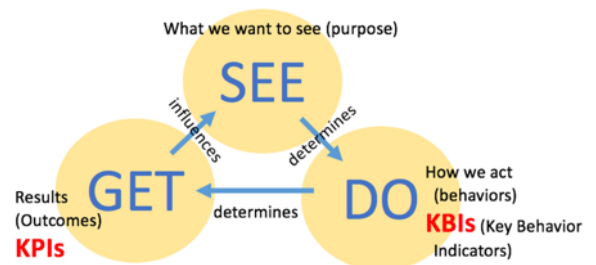 What we want to see (purpose)
SEE
influences
determines
GET
DO
determines
Results
(Outcomes)
KPIs
How we act
(behaviors)
KBIs (Key Behavior
Indicators)